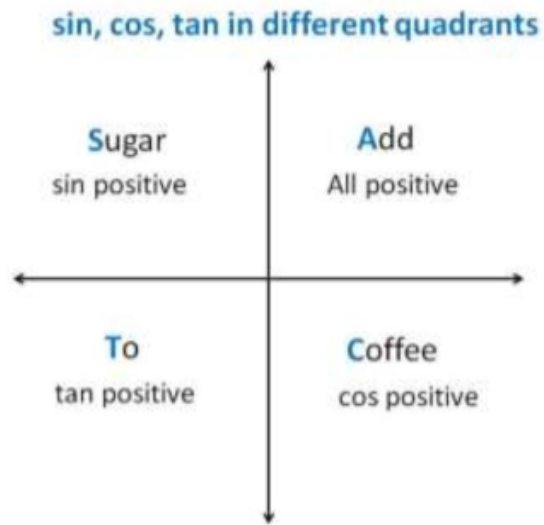 sin, cos, tan in different quadrants
Sugar
sin positive
Add
All positive
To
tan positive
Coffee
cos positive